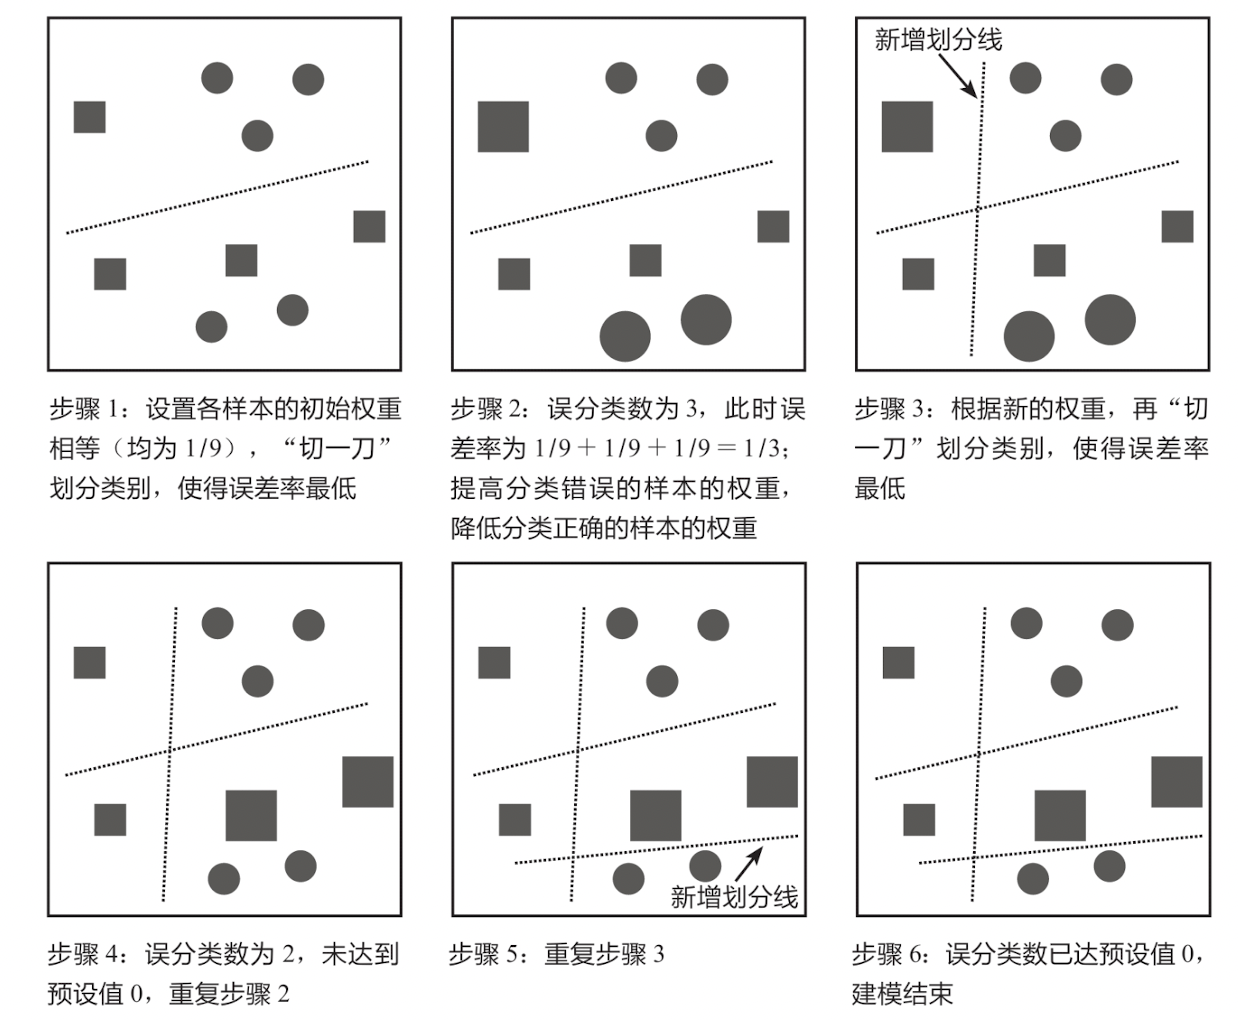 新增划分线
步骤 1：设置各样本的初始权重
相等（均为 1/9），“切一刀”
划分类别，使得误差率最低
步骤 2：误分类数为 3，此时误
差率为 1/9＋1/9＋1/9＝1/3；
提高分类错误的样本的权重，
降低分类正确的样本的权重
步骤 3：根据新的权重，再“切
一刀”划分类别，使得误差率
最低
新增划分线
步骤 4：误分类数为 2，未达到
预设值 0，重复步骤 2
步骤 5：重复步骤 3
步骤 6：误分类数已达预设值 0，
建模结束